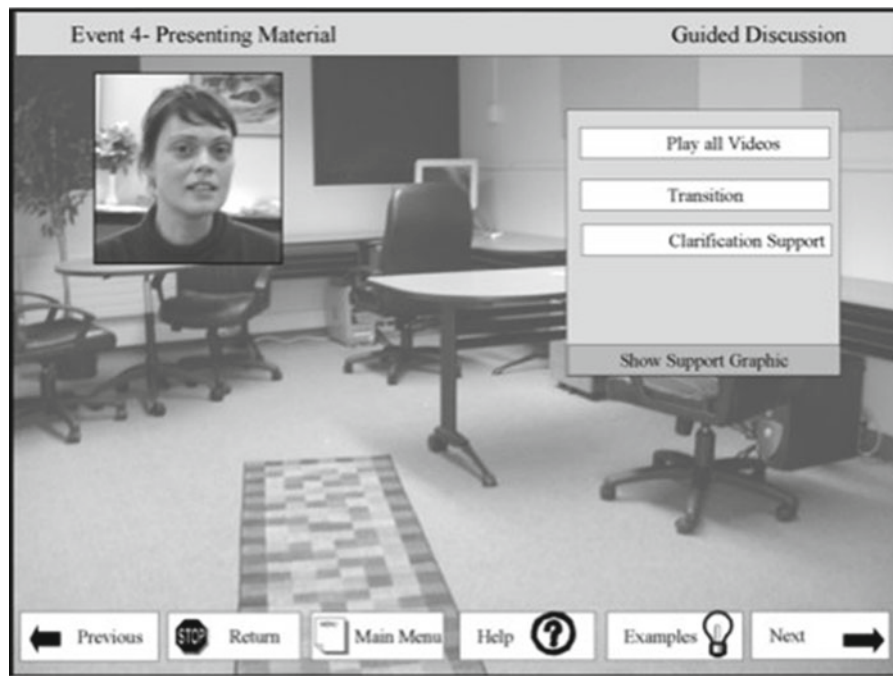 Event 4- Presenting Material
Guided Discussion
Play all Videos
Transition
Clarification Support
Show Support Graphic
Previous
STOP
Return
MENU
Main Menu
Help
?
Examples
Next